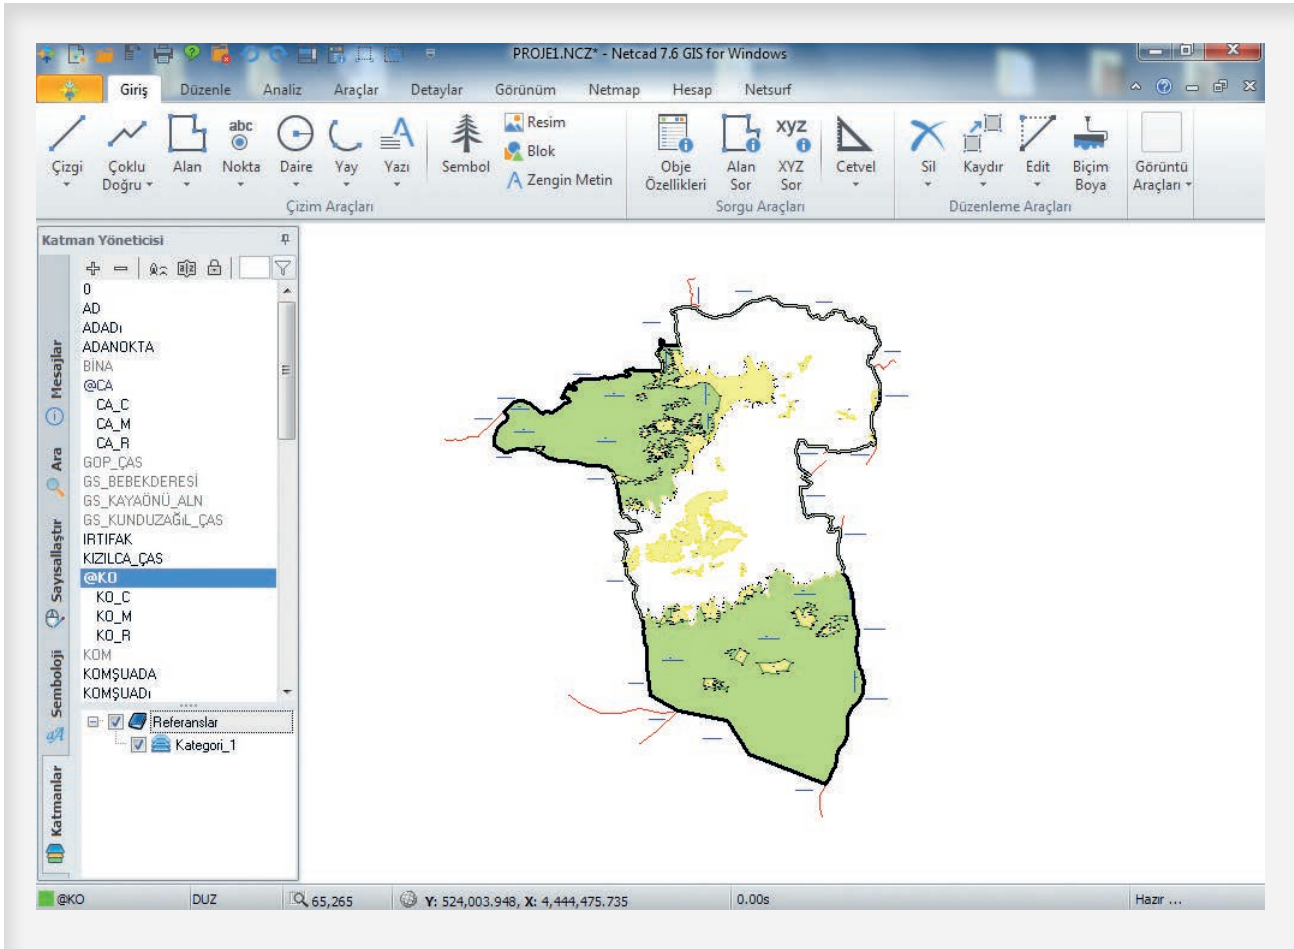 PROJE1.NCZ* - Netcad 7.6 GIS for Windows
Giriş Düzenle Analiz Araçlar Detaylar Görünüm Netmap Hesap Netsurf
abc
xyz
Çizgi
Çoklu Doğru
Alan
Nokta
Daire
Yay
Yazı
Sembol
Resim
Blok
Zengin Metin
Obje Özellikleri
Alan Sor
XYZ Sor
Cetvel
Sil
Kaydır
Edit
Biçim Boya
Görüntü Araçları
Çizim Araçları
Sorgu Araçları
Düzenleme Araçları
Katman Yöneticisi
0
AD
ADADı
ADANOKTA
BİNA
@CA
CA_C
CA_M
CA_R
GOP_ÇAS
GS_BEBEKDERESİ
GS_KAYAÖNÜ_ALN
GS_KUNDUZAĞıL_ÇAS
IRTIFAK
KIZILCA_ÇAS
@KO
KO_C
KO_M
KO_R
KOM
KOMŞUADA
KOMŞUADı
Referanslar
Kategori_1
Mesajlar
Ara
Sayısallaştır
Semboloji
Katmanlar
@KO
DUZ
65,265
Y: 524,003.948, X: 4,444,475.735
0.00s
Hazır ...